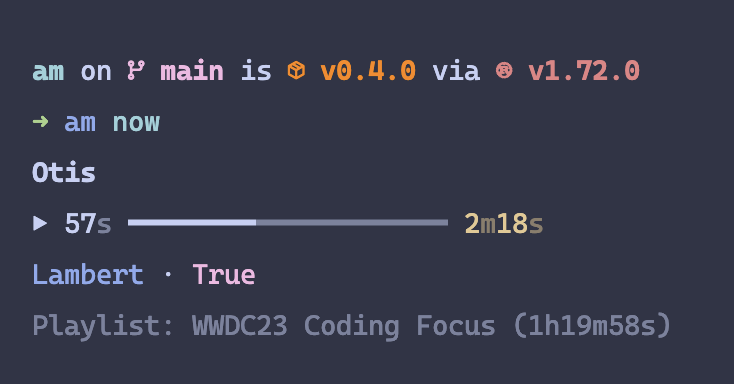 am on main is v0.4.0 via v1.72.0
➜ am now
Otis
▶ 57s 2m18s
Lambert · True
Playlist: WWDC23 Coding Focus (1h19m58s)